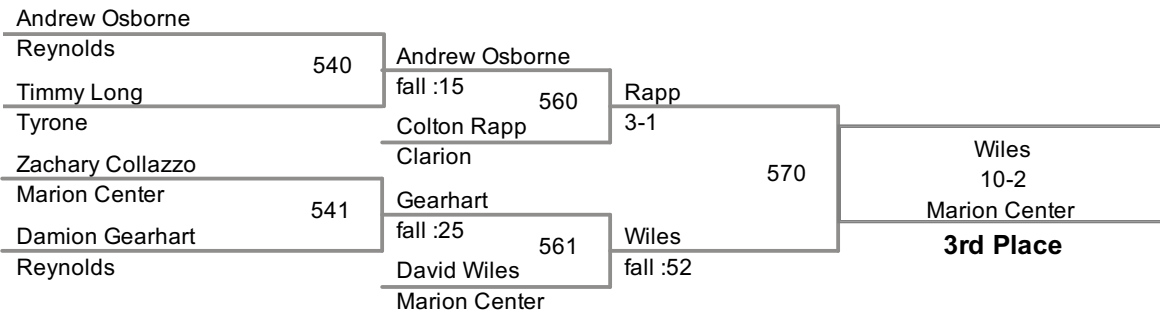 Andrew Osborne
Reynolds
540
Timmy Long
Tyrone
Zachary Collazzo
Marion Center
541
Damion Gearhart
Reynolds
Andrew Osborne
fall :15
560
Colton Rapp
Clarion
Gearhart
fall :25
561
David Wiles
Marion Center
Rapp
3-1
570
Wiles
fall :52
Wiles
10-2
Marion Center
3rd Place